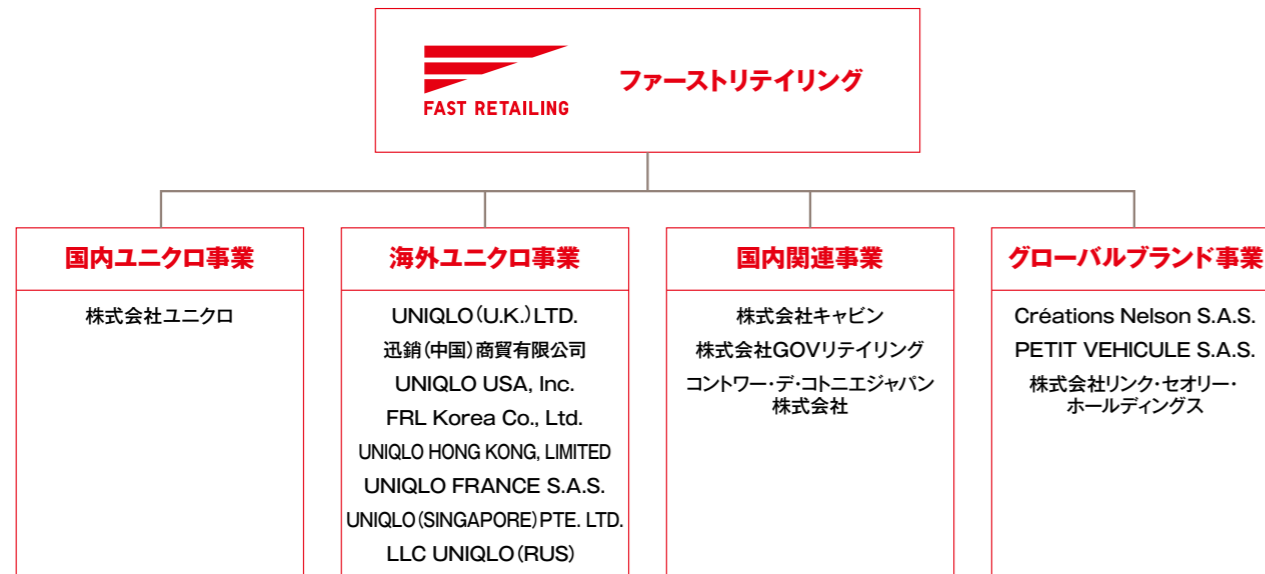 FAST RETAILING
ファーストリテイリング
国内ユニクロ事業
株式会社ユニクロ
海外ユニクロ事業
UNIQLO(U.K.)LTD.
迅銷(中国)商貿有限公司
UNIQLO USA, Inc.
FRL Korea Co., Ltd.
UNIQLO HONG KONG, LIMITED
UNIQLO FRANCE S.A.S.
UNIQLO(SINGAPORE)PTE. LTD.
LLC UNIQLO(RUS)
国内関連事業
株式会社キャビン
株式会社GOVリテイリング
コントワー・デ・コトニエジャパン
株式会社
グローバルブランド事業
Créations Nelson S.A.S.
PETIT VEHICULE S.A.S.
株式会社リンク・セオリー・
ホールディングス